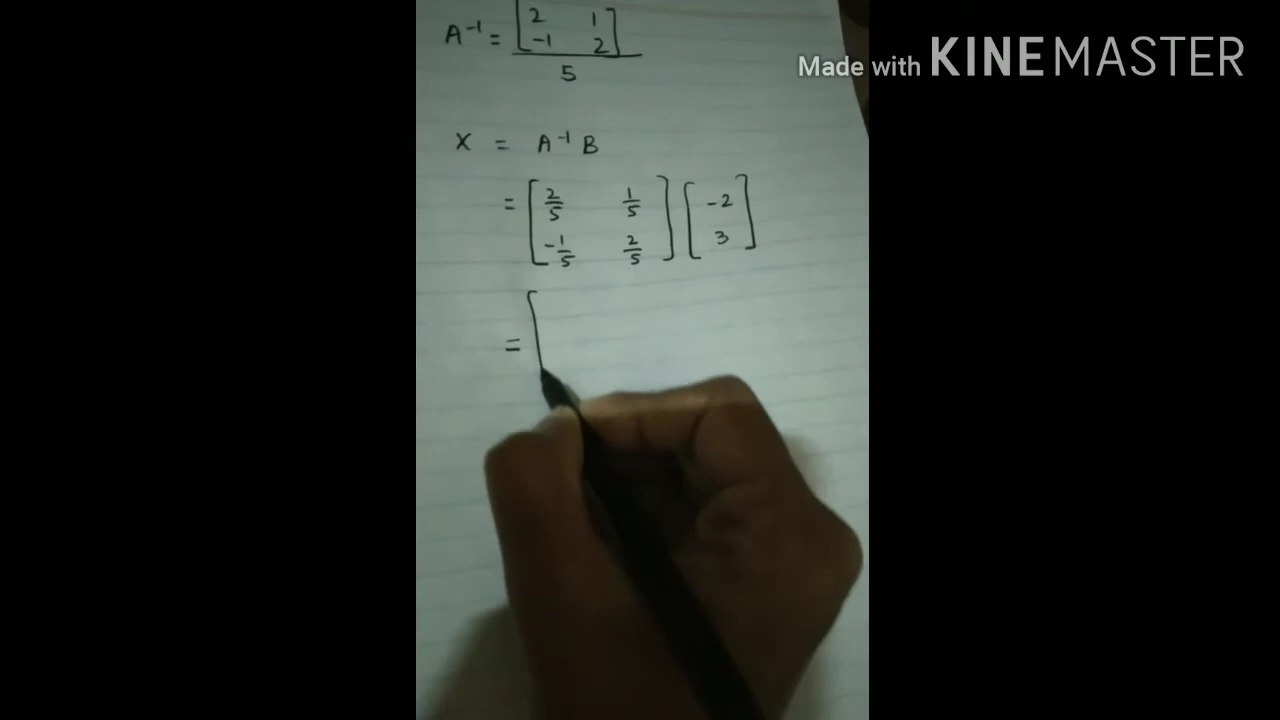 A⁻¹ = [2 1
-1 2]
5
Made with KINEMASTER
X = A⁻¹ B
= [2/5 1/5
-1/5 2/5] [-2
3]
= [